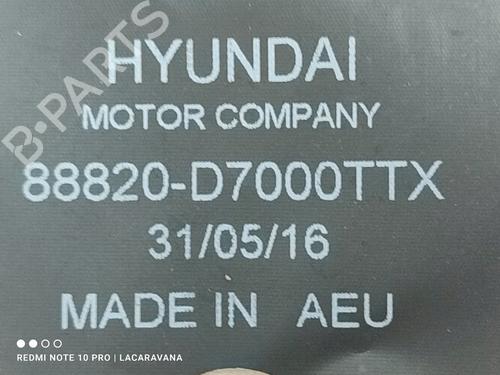 HYUNDAI
MOTOR COMPANY
88820-D7000TTX
31/05/16
MADE IN AEU
B-PARTS
REDMI NOTE 10 PRO | LACARAVANA